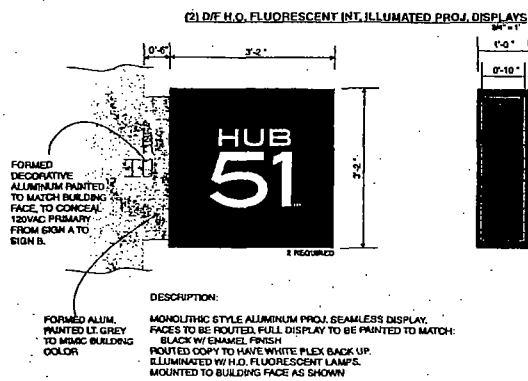 (2) D/F H.O. FLUORESCENT INT. ILLUMATED PROJ. DISPLAYS
3/4" = 1'
0'-6"
3'-2"
1'-0"
0'-10"
HUB
51
3'-2"
FORMED
DECORATIVE
ALUMINUM PAINTED
TO MATCH BUILDING
FACE, TO CONCEAL
120VAC PRIMARY
FROM SIGN A TO
SIGN B.
2 REQUIRED
FORMED ALUM.
PAINTED LT. GREY
TO MIMIC BUILDING
COLOR
DESCRIPTION:
MONOLITHIC STYLE ALUMINUM PROJ. SEAMLESS DISPLAY.
FACES TO BE ROUTED, FULL DISPLAY TO BE PAINTED TO MATCH:
BLACK W/ ENAMEL FINISH
ROUTED COPY TO HAVE WHITE PLEX BACK UP.
ILLUMINATED W/ H.O. FLUORESCENT LAMPS.
MOUNTED TO BUILDING FACE AS SHOWN